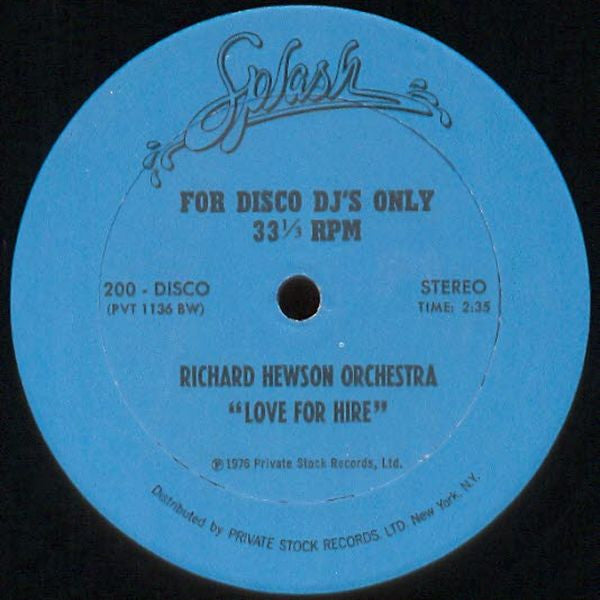 Splash
FOR DISCO DJ'S ONLY
33⅓ RPM
200 - DISCO
(PVT 1136 BW)
STEREO
TIME: 2:35
RICHARD HEWSON ORCHESTRA
"LOVE FOR HIRE"
℗ 1976 Private Stock Records, Ltd.
Distributed by PRIVATE STOCK RECORDS, LTD. New York, N.Y.